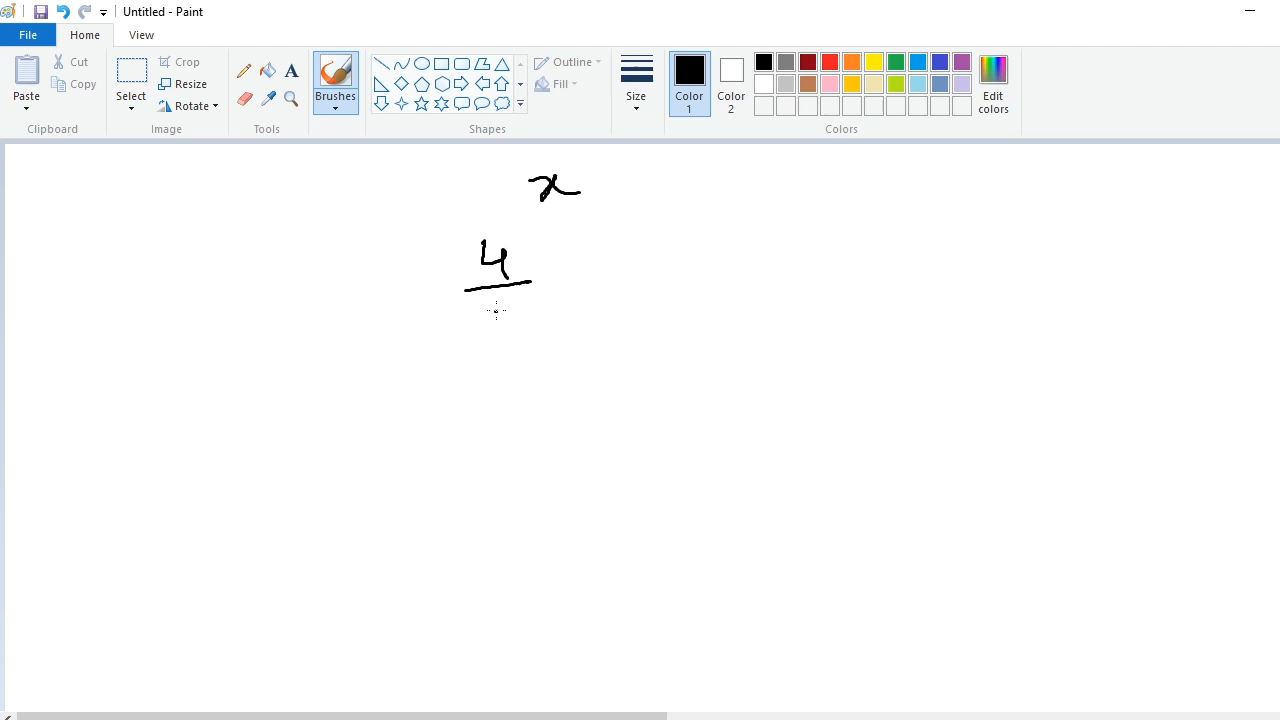 Untitled - Paint
File Home View
Paste Cut Copy Clipboard
Select Crop Resize Rotate Image
Tools
Brushes
Shapes
Outline Fill
Size
Color 1 Color 2 Edit colors Colors
x
4